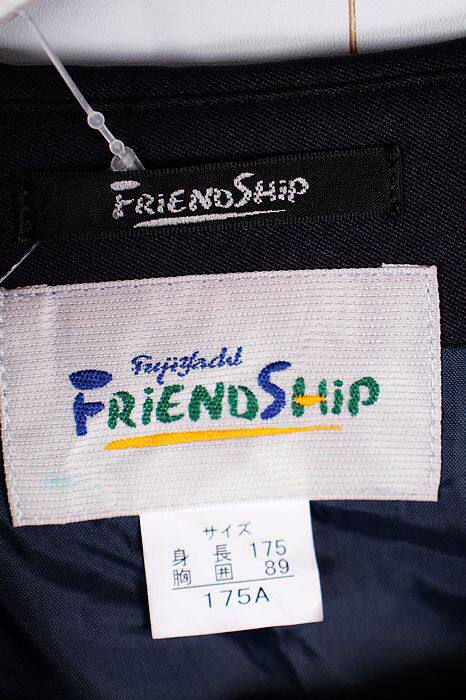 FRiENDSHiP
Fujiyacht
FRiENDSHiP
サイズ
身長 175
胸囲 89
175A